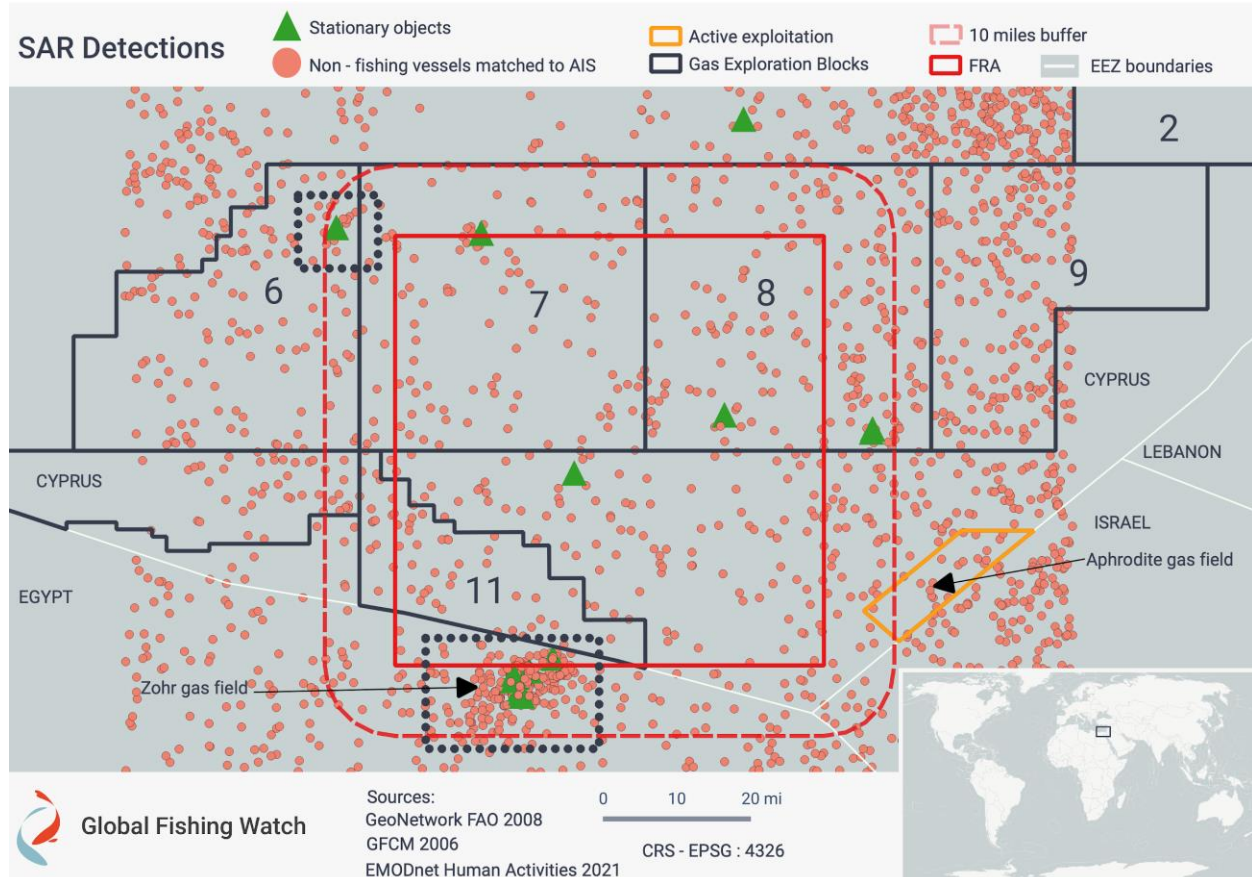 SAR Detections
Stationary objects
Non - fishing vessels matched to AIS
Active exploitation
Gas Exploration Blocks
10 miles buffer
FRA
EEZ boundaries
2
6
7
8
9
CYPRUS
LEBANON
CYPRUS
ISRAEL
Aphrodite gas field
EGYPT
11
Zohr gas field
Global Fishing Watch
Sources:
GeoNetwork FAO 2008
GFCM 2006
EMODnet Human Activities 2021
0 10 20 mi
CRS - EPSG : 4326